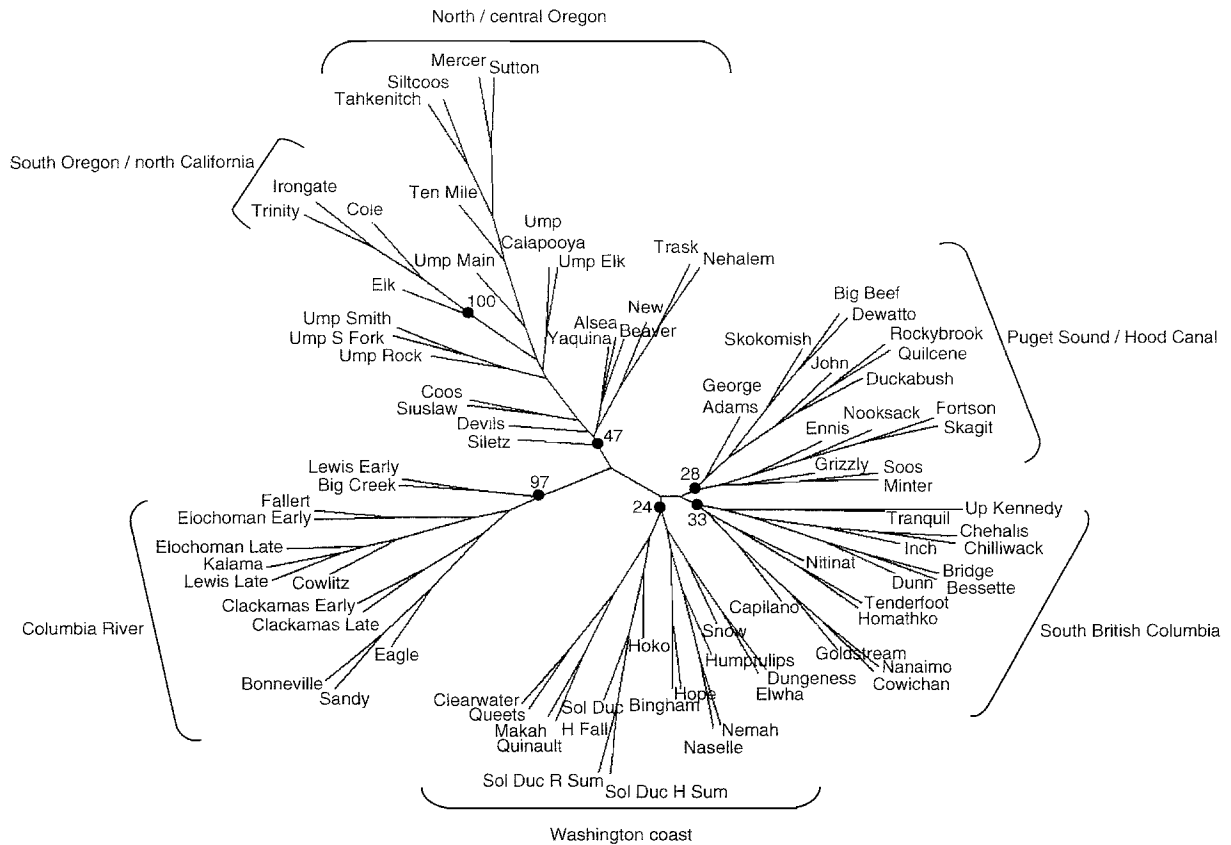 North / central Oregon
Mercer
Sutton
Siltcoos
Tahkenitch
South Oregon / north California
Irongate
Trinity
Cole
Ten Mile
Ump
Calapooya
Ump Elk
Ump Main
Elk
100
Trask
Nehalem
New
Alsea
Yaquina
Beaver
Ump Smith
Ump S Fork
Ump Rock
Coos
Siuslaw
Devils
Siletz
47
Big Beef
Dewatto
Skokomish
Rockybrook
Quilcene
John
Duckabush
Puget Sound / Hood Canal
George
Adams
Nooksack
Fortson
Skagit
Ennis
Grizzly
Soos
Minter
28
Lewis Early
Big Creek
97
Fallert
Elochoman Early
Elochoman Late
Kalama
Lewis Late
Cowlitz
Clackamas Early
Clackamas Late
Columbia River
Eagle
Bonneville
Sandy
24
33
Up Kennedy
Tranquil
Chehalis
Chilliwack
Inch
Nitinat
Bridge
Dunn
Bessette
Tenderfoot
Homathko
South British Columbia
Capilano
Goldstream
Nanaimo
Cowichan
Snow
Hoko
Humptulips
Dungeness
Elwha
Hope
Bingham
Nemah
Naselle
Clearwater
Queets
Makah
Quinault
Sol Duc
H Fall
Sol Duc R Sum
Sol Duc H Sum
Washington coast